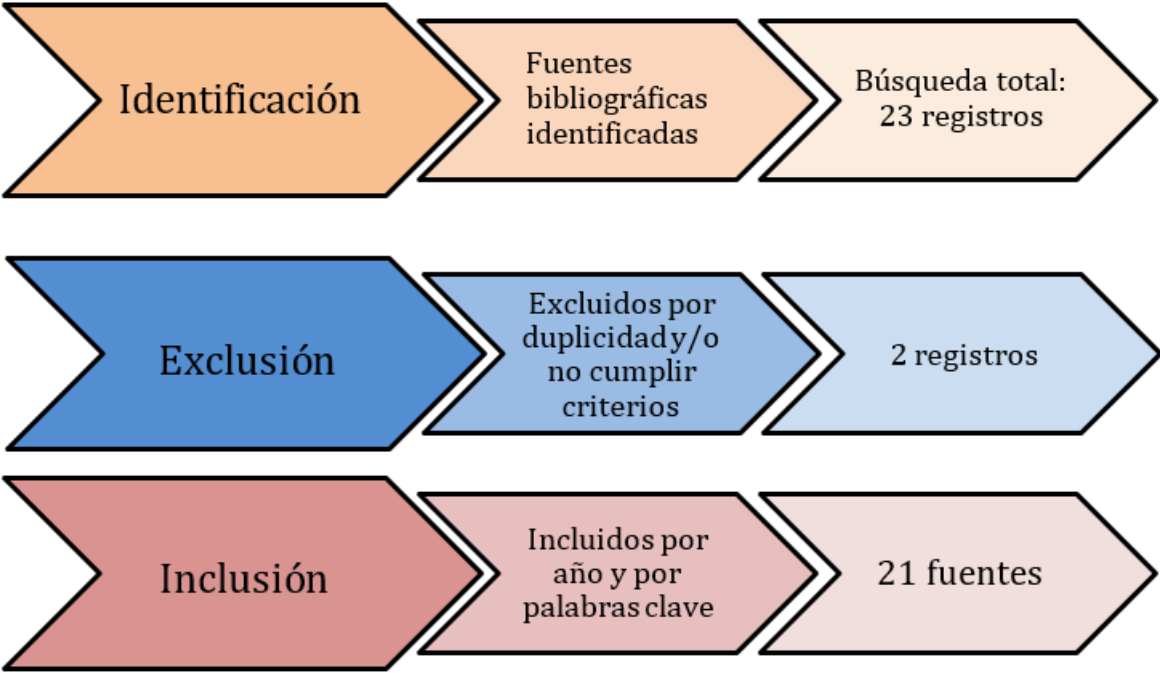 Identificación
Fuentes
bibliográficas
identificadas
Búsqueda total:
23 registros
Exclusión
Excluidos por
duplicidad y/o
no cumplir
criterios
2 registros
Inclusión
Incluidos por
año y por
palabras clave
21 fuentes